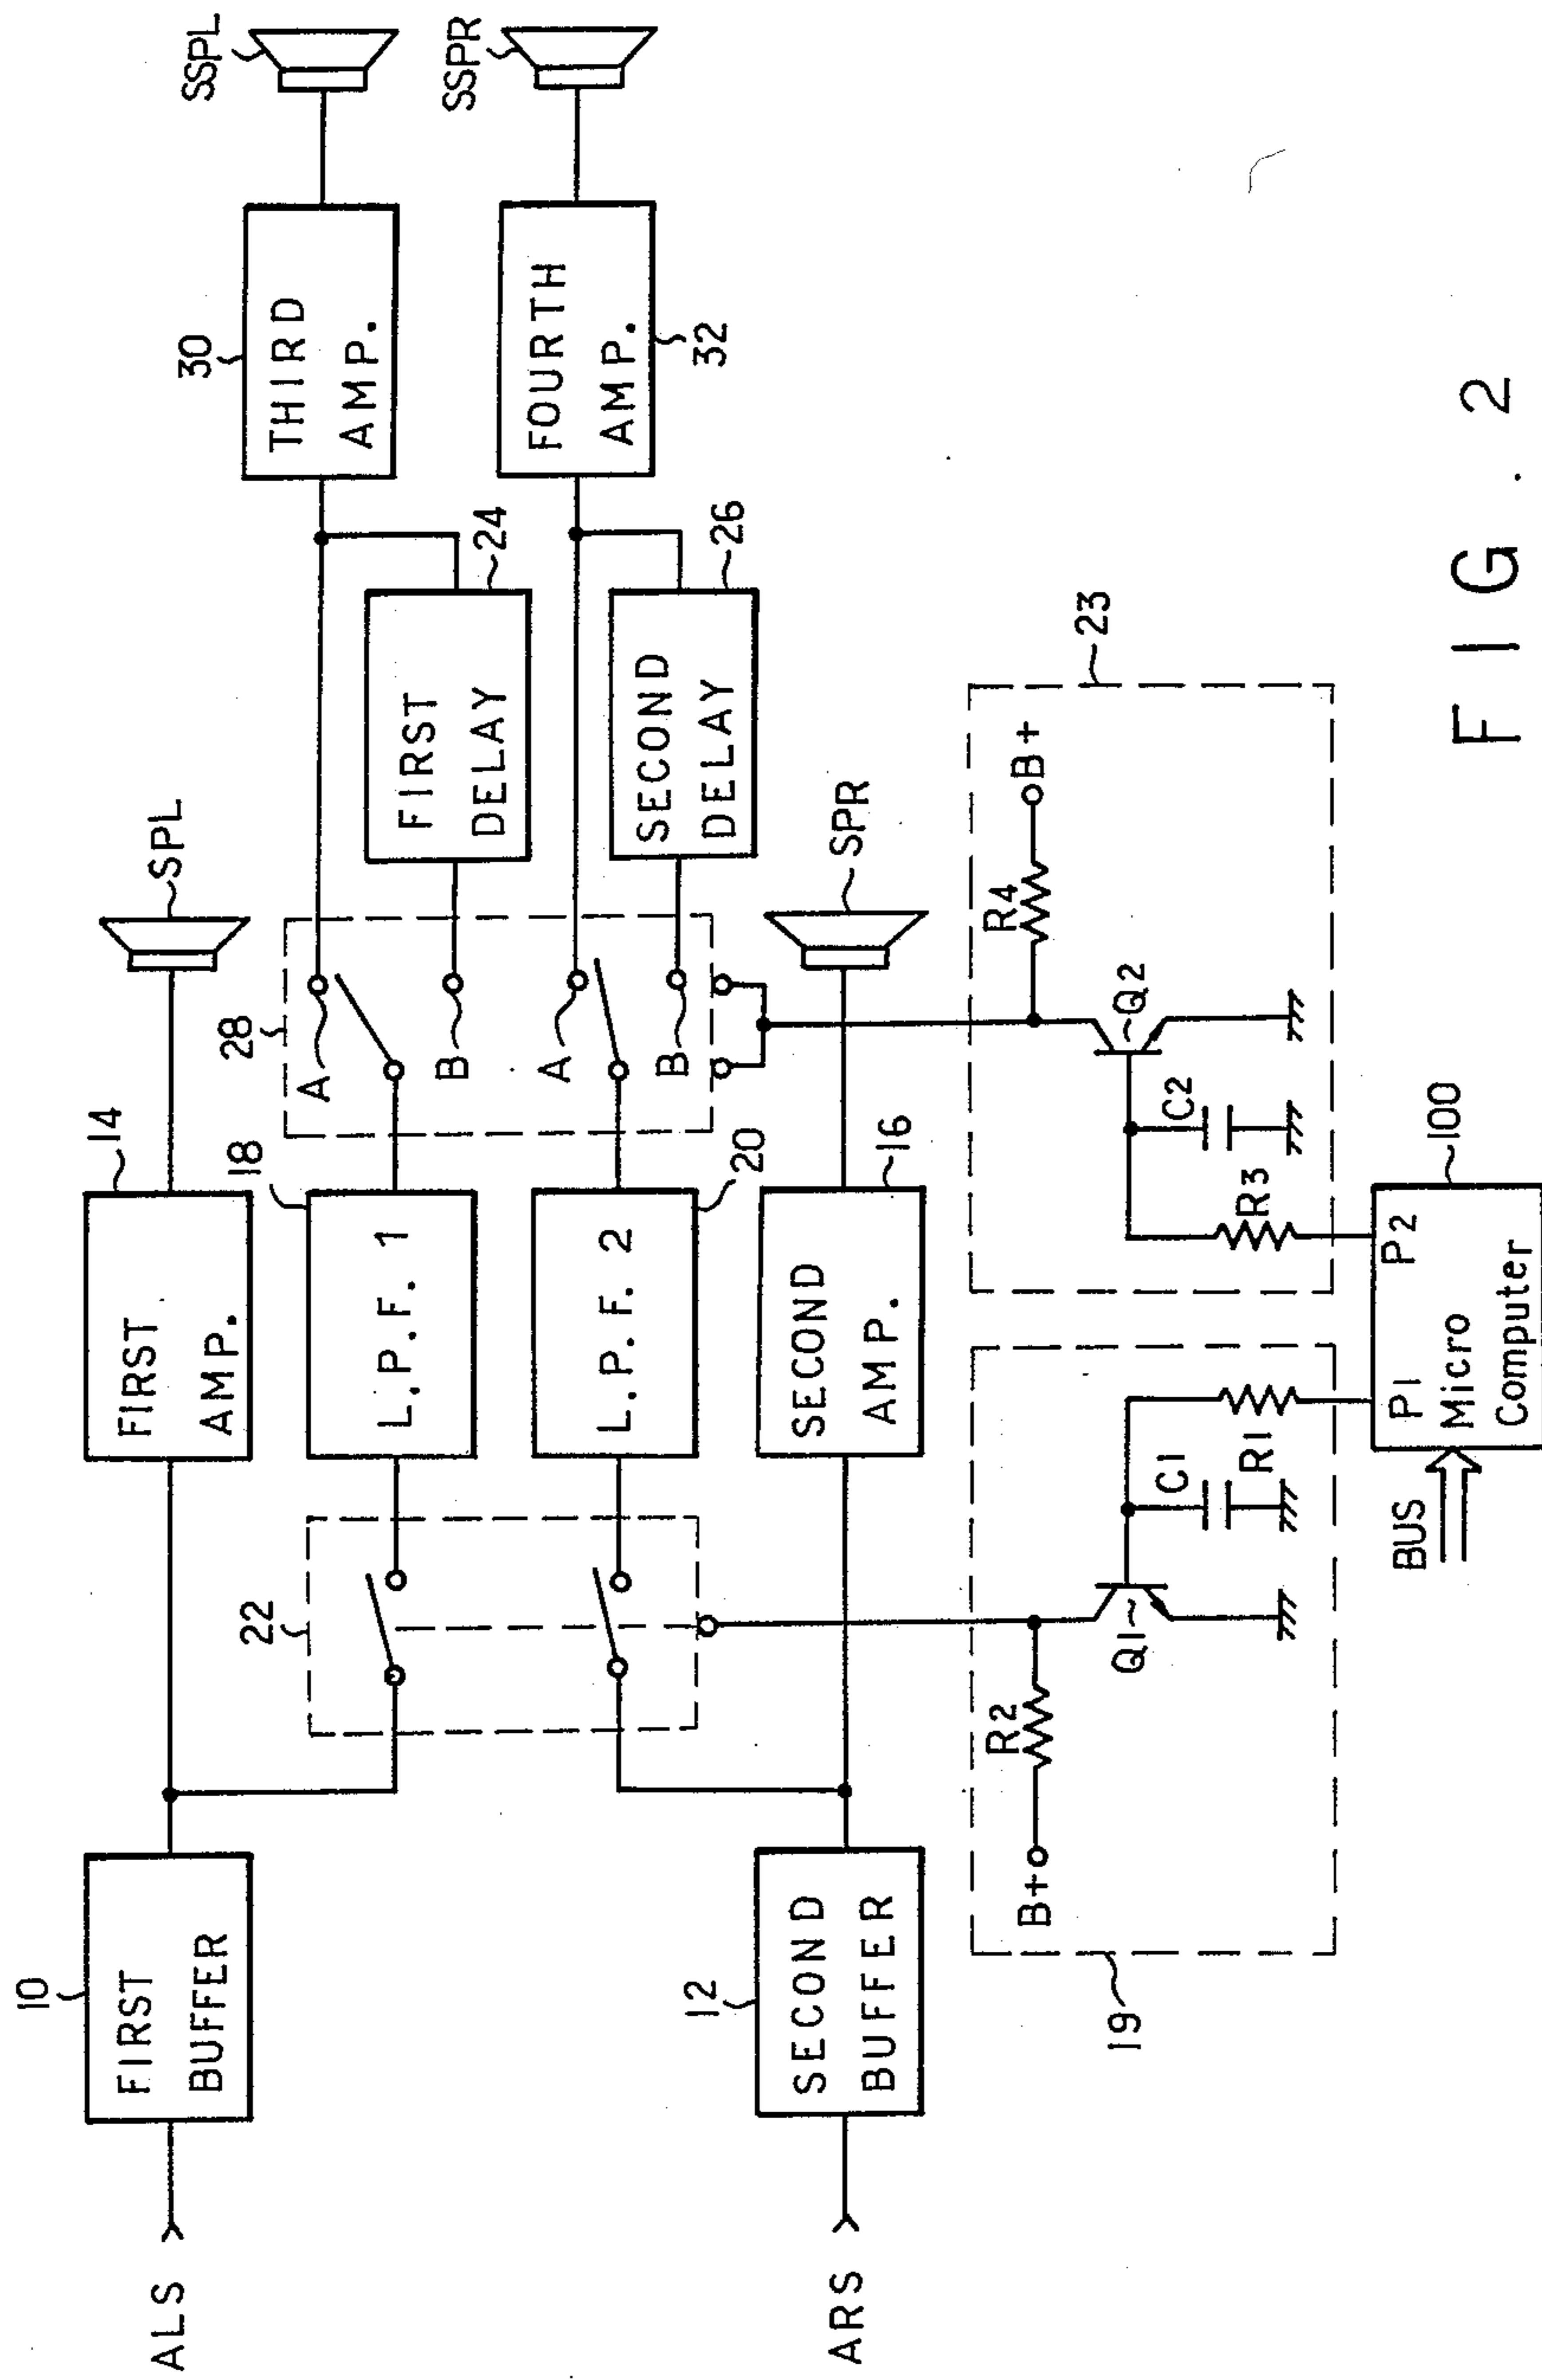 SPL
SSPL
14
FIRST
AMP.
30
THIRD
AMP.
10
FIRST
BUFFER
ALS
22
18
L.P.F. 1
28
A
B
24
FIRST
DELAY
SSPR
L.P.F. 2
20
A
B
FOURTH
AMP.
32
SECOND
DELAY
26
12
SECOND
BUFFER
ARS
SECOND
AMP.
16
SPR
B+
R2
Q1
C1
R1
19
R4
B+
Q2
C2
R3
23
BUS
P1
P2
Micro
Computer
100
FIG. 2